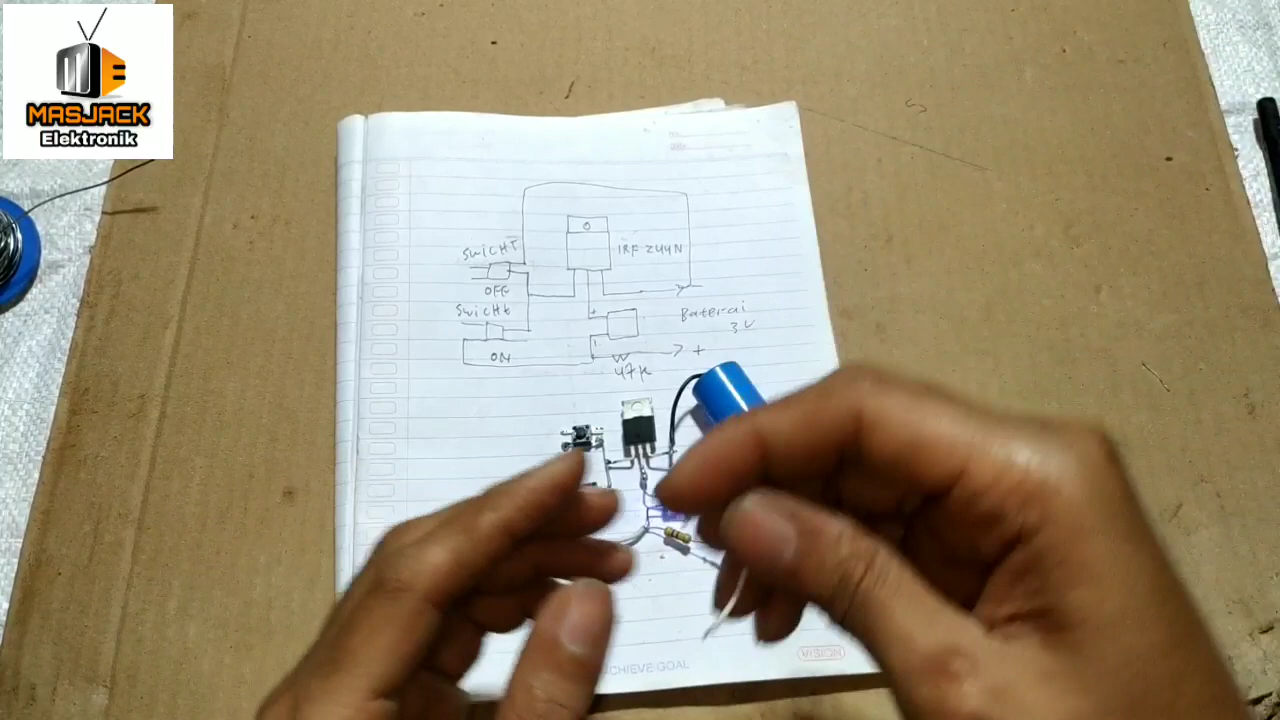 MASJACK
Elektronik
SwicHT
IRF Z44N
OFF
SwicHt
Baterai
3V
+
ON
+
47k
ACHIEVE GOAL
VISION